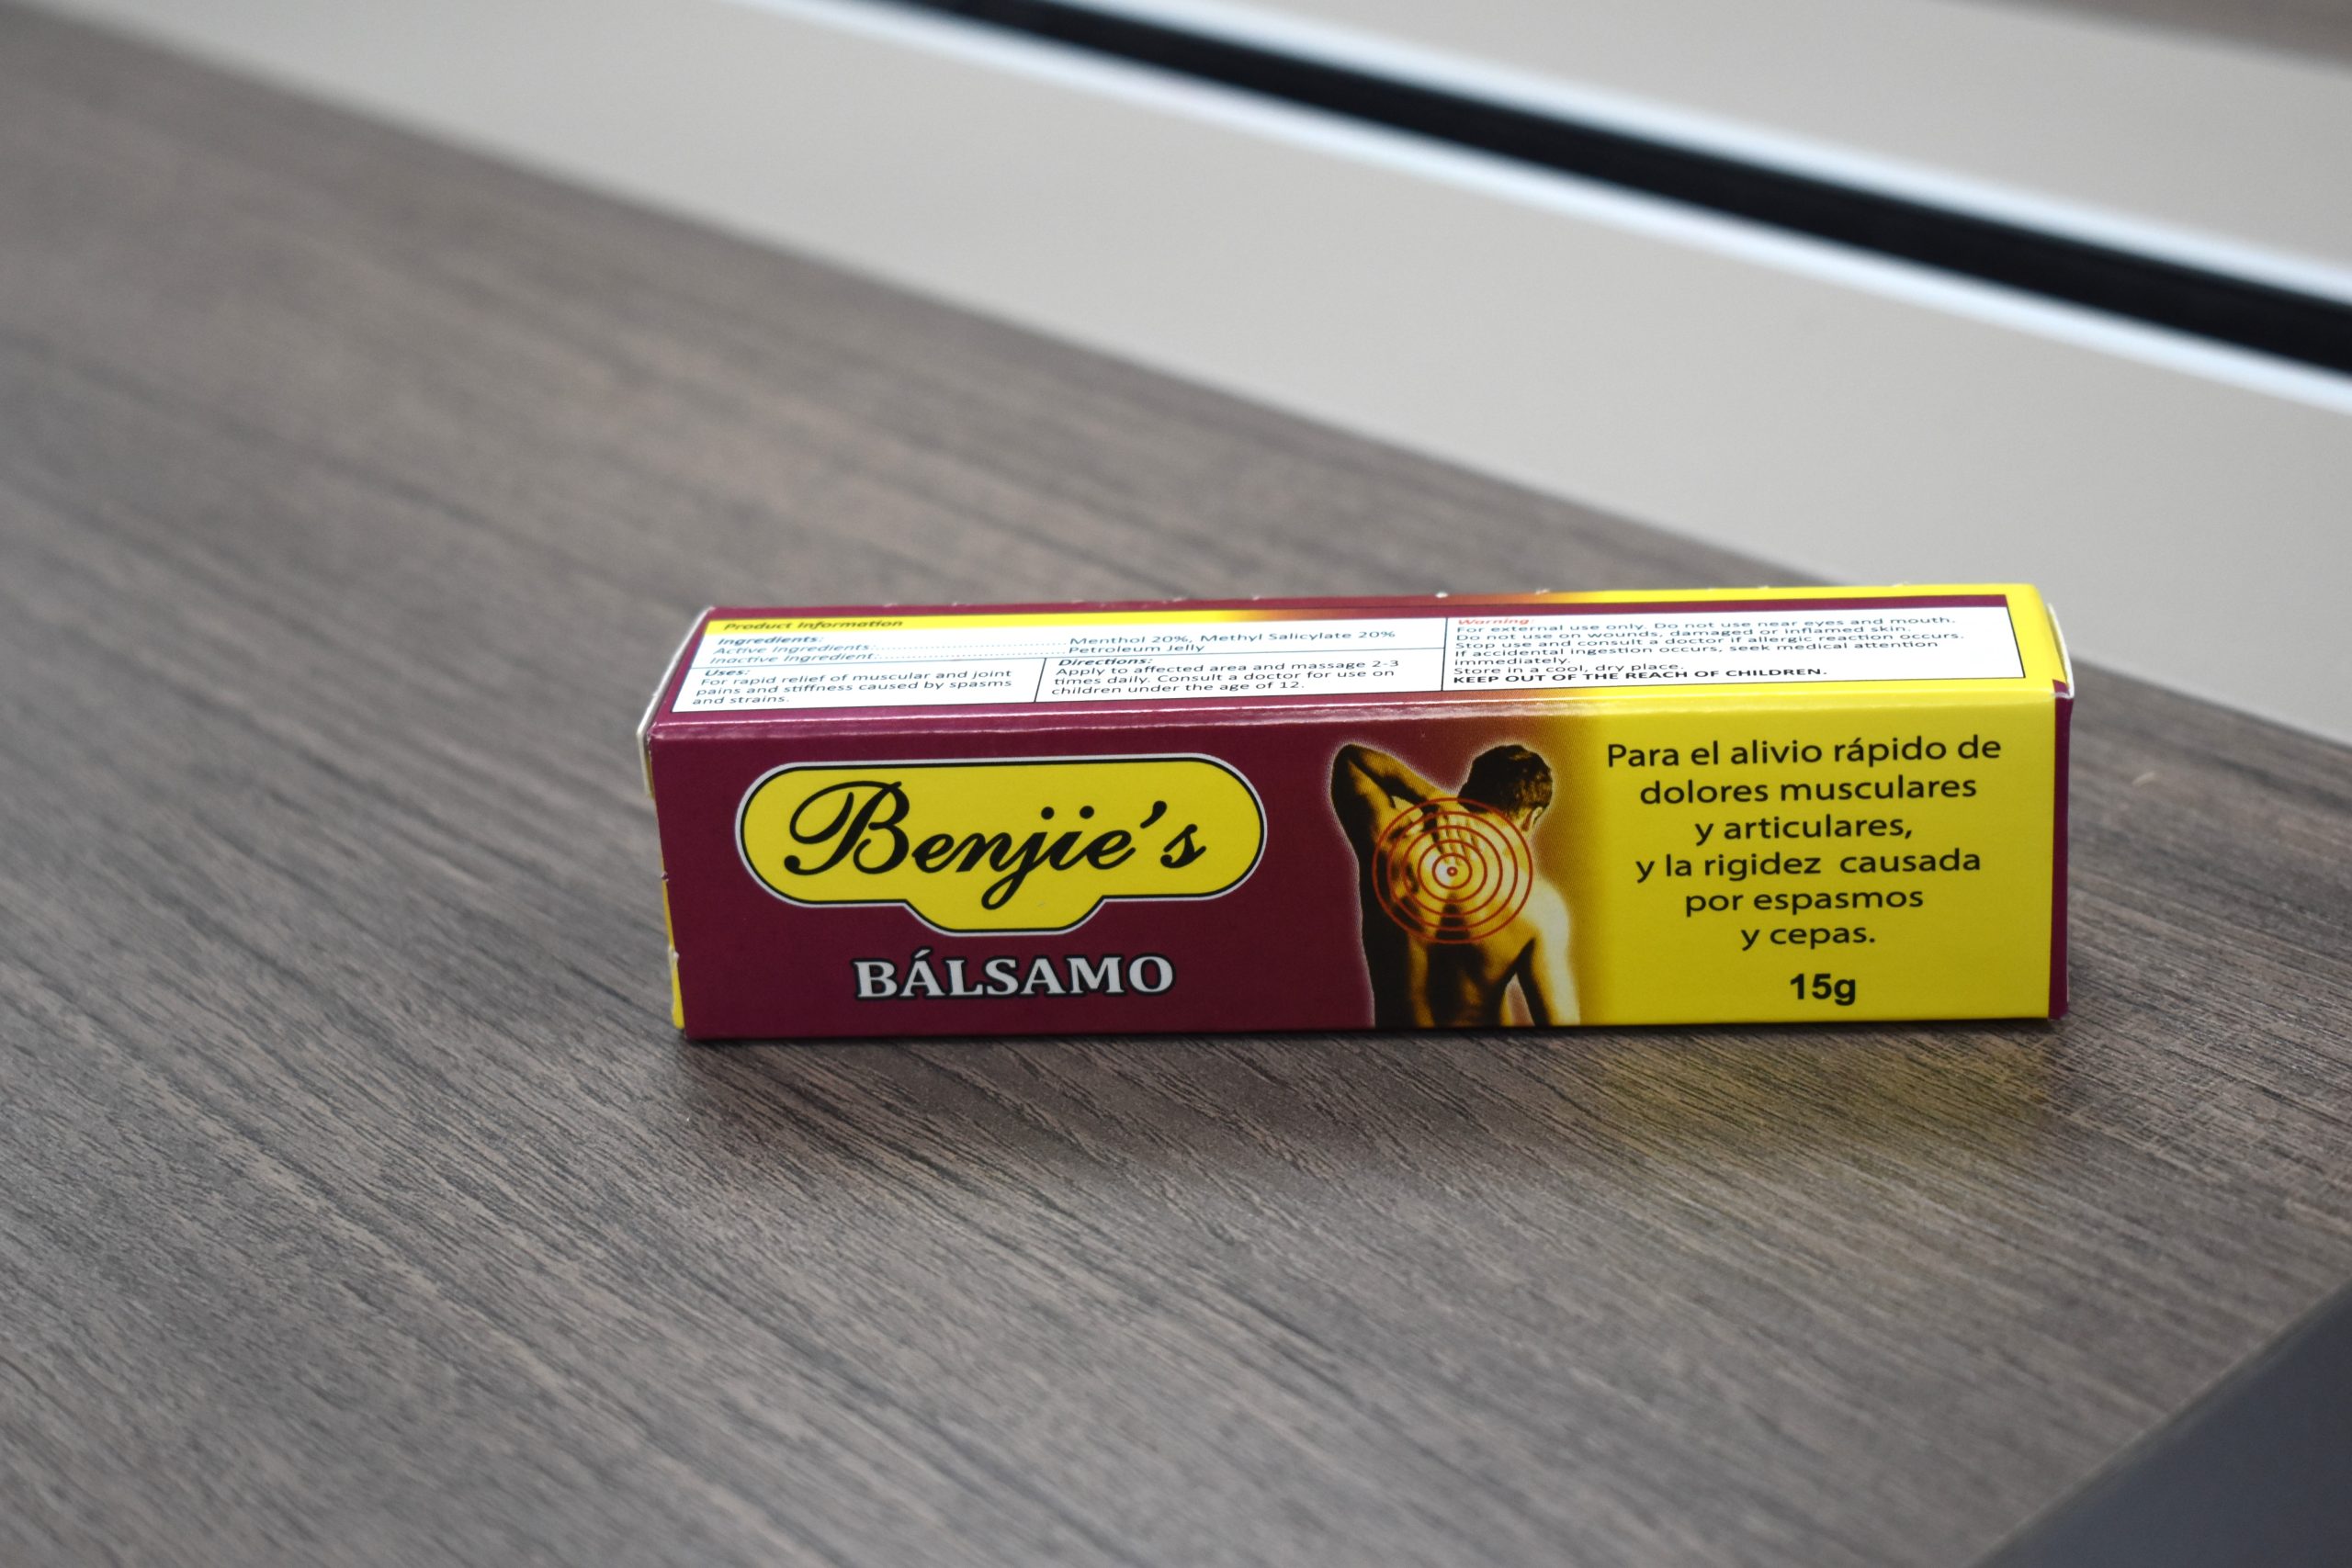 Product Information
Ingredients:
Active Ingredients:.......................................Menthol 20%, Methyl Salicylate 20%
Inactive Ingredient.......................................Petroleum Jelly
Uses:
For rapid relief of muscular and joint
pains and stiffness caused by spasms
and strains.
Directions:
Apply to affected area and massage 2-3
times daily. Consult a doctor for use on
children under the age of 12.
Warning:
For external use only. Do not use near eyes and mouth.
Do not use on wounds, damaged or inflamed skin.
Stop use and consult a doctor if allergic reaction occurs.
If accidental ingestion occurs, seek medical attention
immediately.
Store in a cool, dry place.
KEEP OUT OF THE REACH OF CHILDREN.
Benjie's
BÁLSAMO
Para el alivio rápido de
dolores musculares
y articulares,
y la rigidez causada
por espasmos
y cepas.
15g